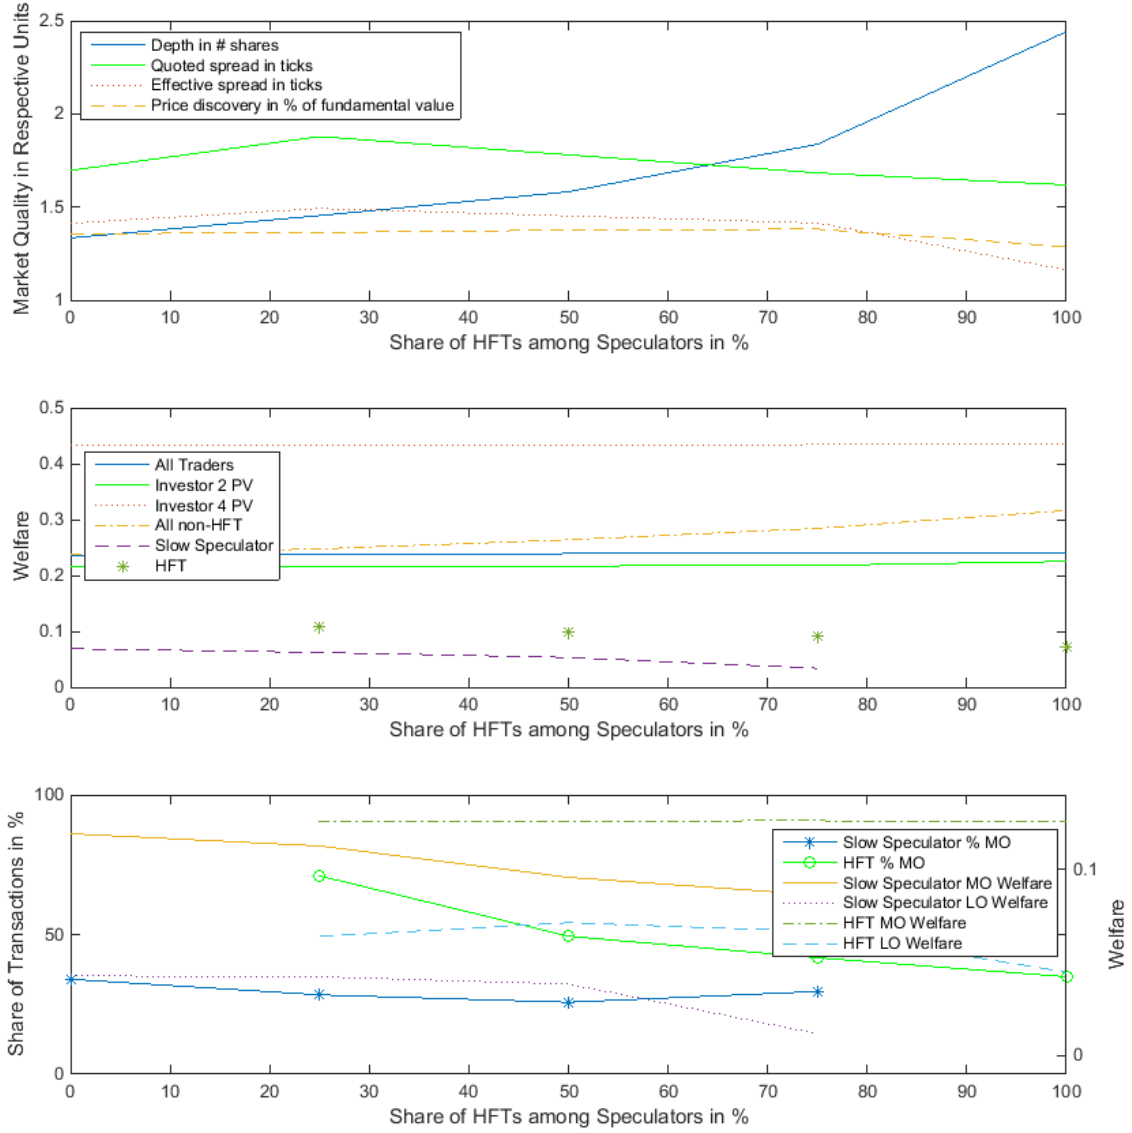 Market Quality in Respective Units
2.5
2
1.5
1
Depth in # shares
Quoted spread in ticks
Effective spread in ticks
Price discovery in % of fundamental value
0 10 20 30 40 50 60 70 80 90 100
Share of HFTs among Speculators in %
Welfare
0.5
0.4
0.3
0.2
0.1
0
All Traders
Investor 2 PV
Investor 4 PV
All non-HFT
Slow Speculator
HFT
0 10 20 30 40 50 60 70 80 90 100
Share of HFTs among Speculators in %
Share of Transactions in %
100
50
0
Slow Speculator % MO
HFT % MO
Slow Speculator MO Welfare
Slow Speculator LO Welfare
HFT MO Welfare
HFT LO Welfare
0.1
0
Welfare
0 10 20 30 40 50 60 70 80 90 100
Share of HFTs among Speculators in %